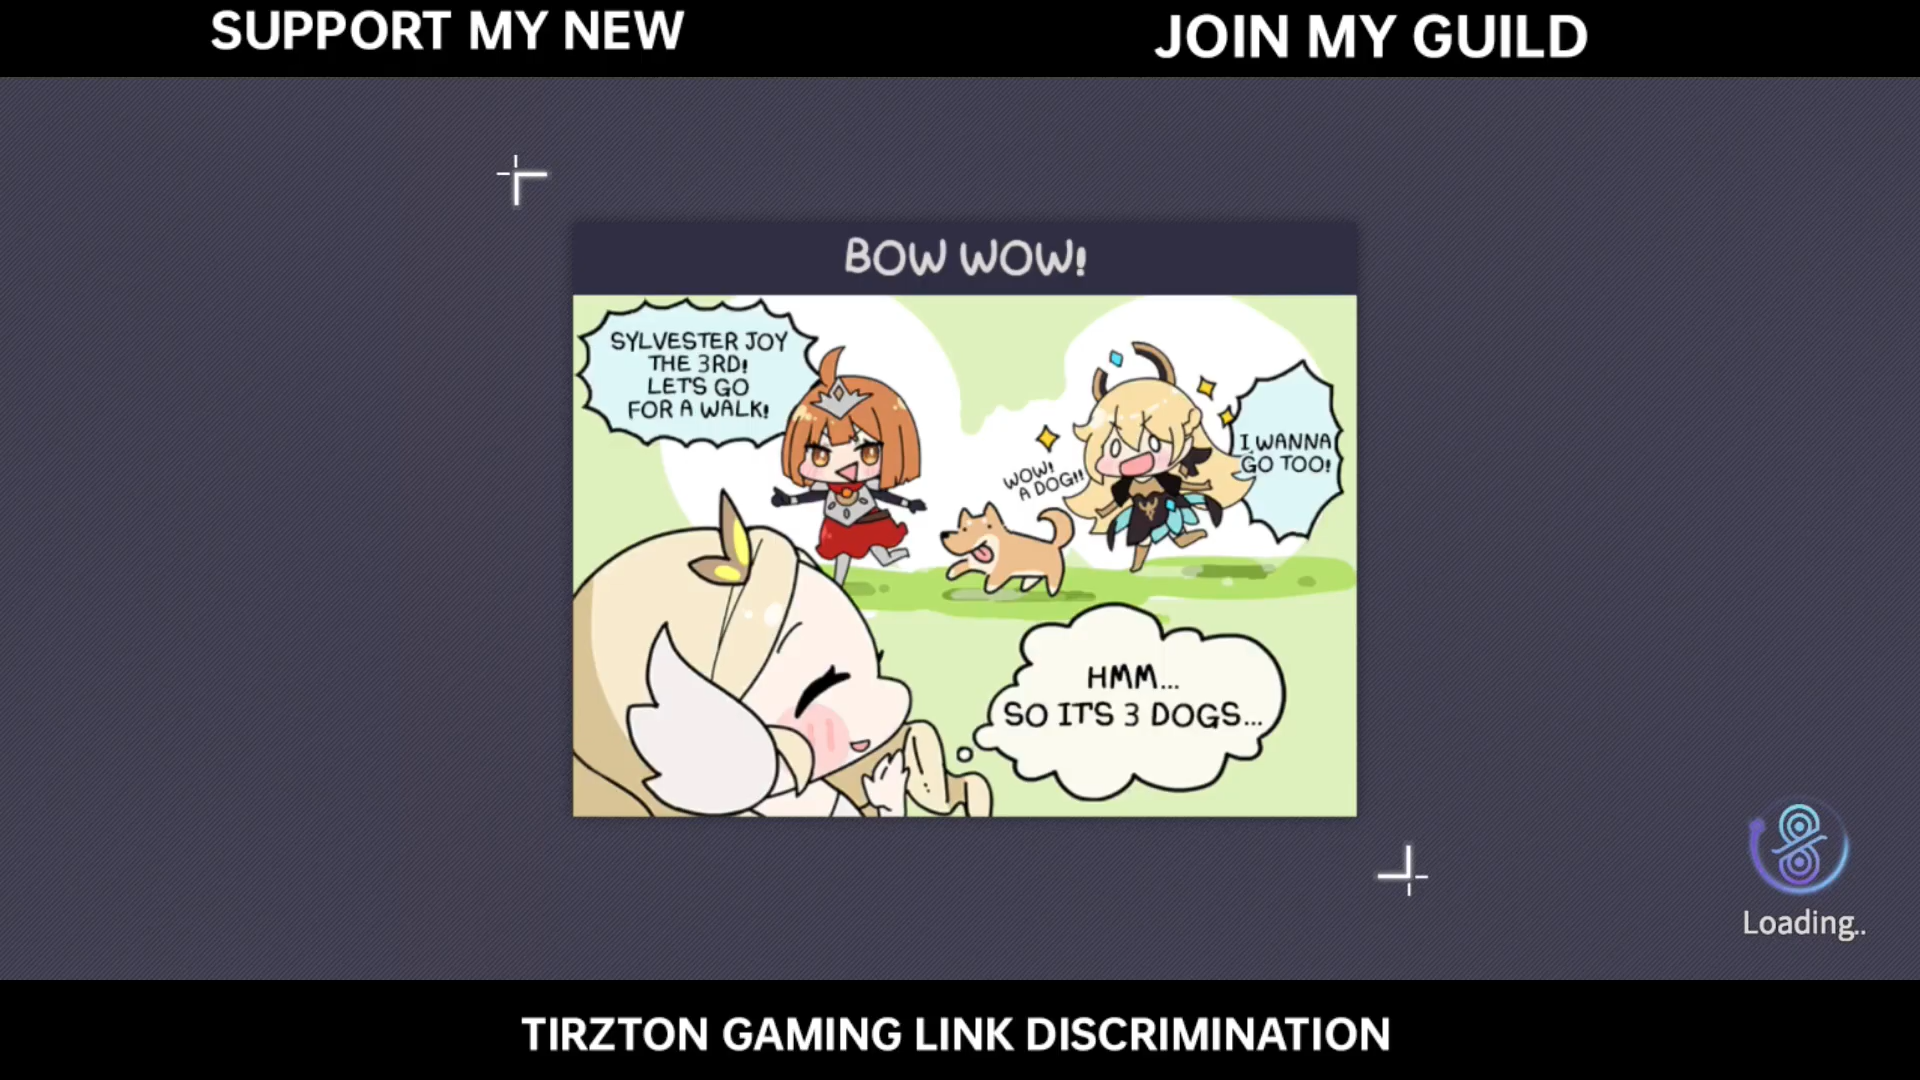 SUPPORT MY NEW
JOIN MY GUILD
BOW WOW!
SYLVESTER JOY
THE 3RD!
LET'S GO
FOR A WALK!
WOW!
A DOG!!
I WANNA
GO TOO!
HMM...
SO IT'S 3 DOGS...
Loading..
TIRZTON GAMING LINK DISCRIMINATION